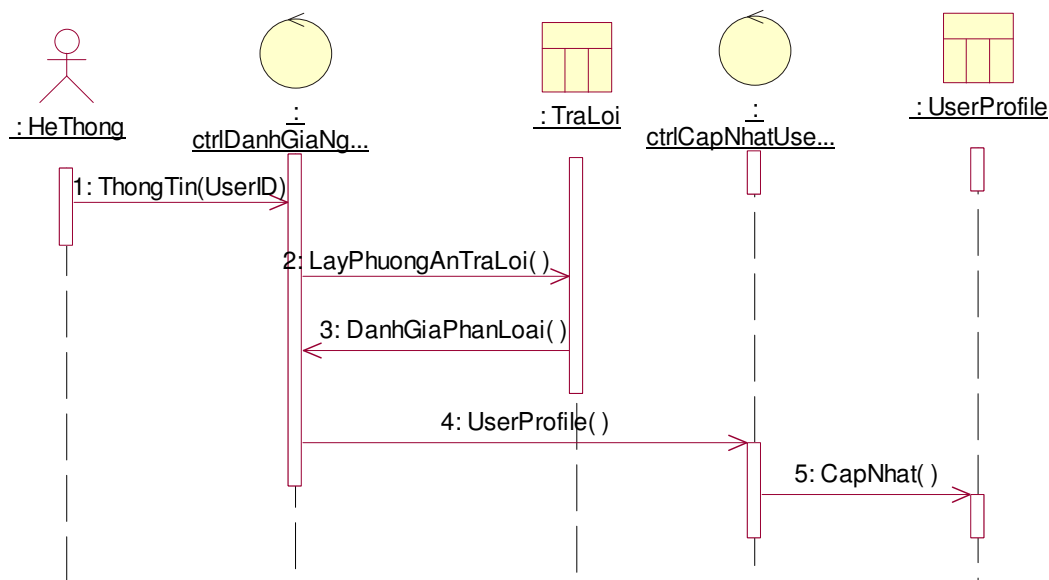 : HeThong
:
ctrlDanhGiaNg...
: TraLoi
:
ctrlCapNhatUse...
: UserProfile
1: ThongTin(UserID)
2: LayPhuongAnTraLoi( )
3: DanhGiaPhanLoai( )
4: UserProfile( )
5: CapNhat( )